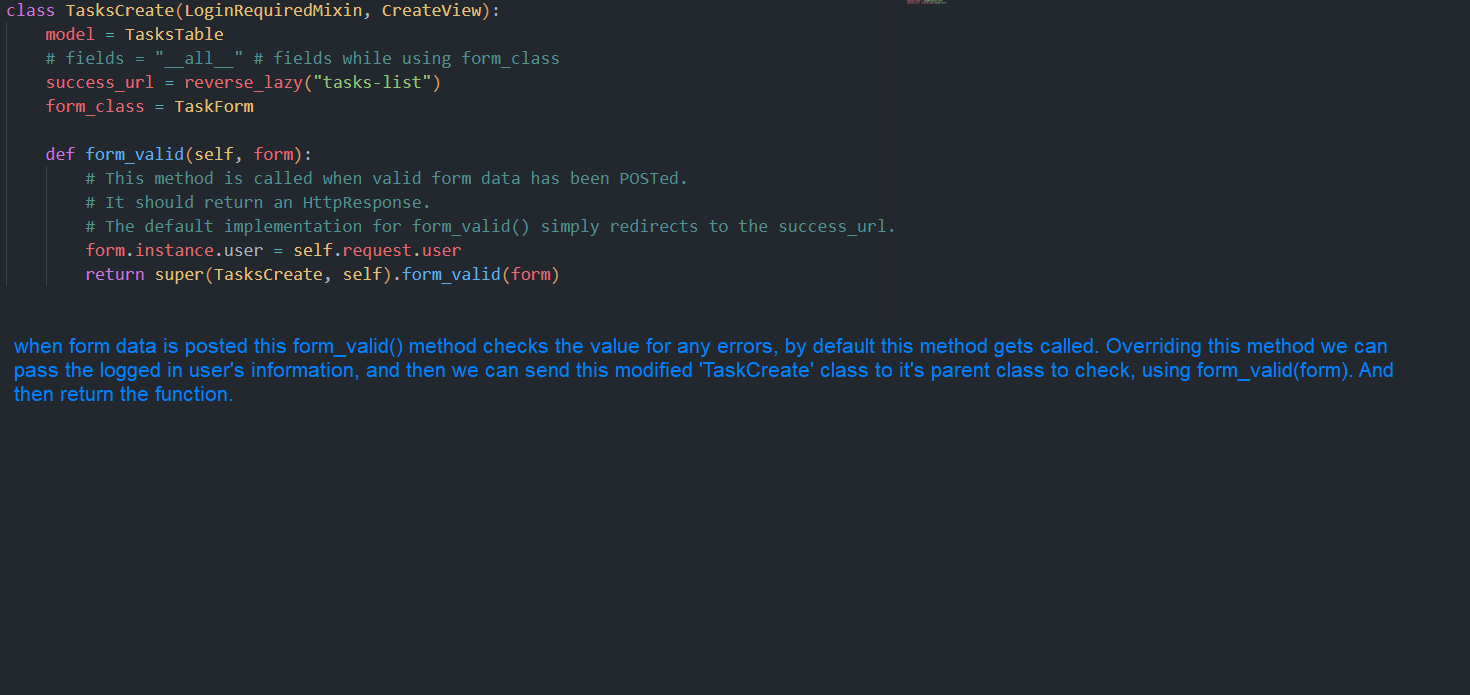 class TasksCreate(LoginRequiredMixin, CreateView):
    model = TasksTable
    # fields = "__all__" # fields while using form_class
    success_url = reverse_lazy("tasks-list")
    form_class = TaskForm
    def form_valid(self, form):
        # This method is called when valid form data has been POSTed.
        # It should return an HttpResponse.
        # The default implementation for form_valid() simply redirects to the success_url.
        form.instance.user = self.request.user
        return super(TasksCreate, self).form_valid(form)
when form data is posted this form_valid() method checks the value for any errors, by default this method gets called. Overriding this method we can
pass the logged in user's information, and then we can send this modified 'TaskCreate' class to it's parent class to check, using form_valid(form). And
then return the function.